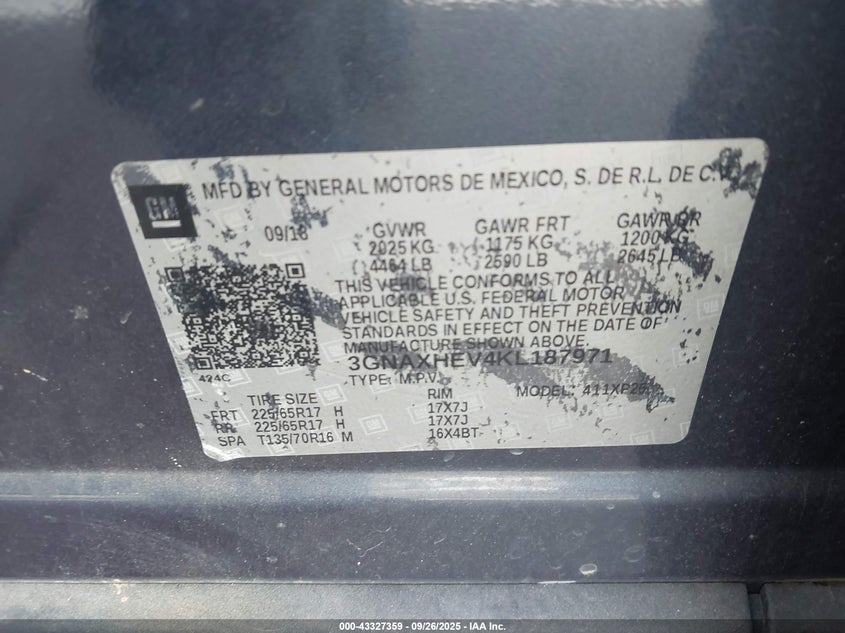 MFD BY GENERAL MOTORS DE MEXICO, S. DE R.L. DE C.V.
GM
09/18 GVWR GAWR FRT GAWR RR
2025 KG 1175 KG 1200 KG
4464 LB 2590 LB 2645 LB
THIS VEHICLE CONFORMS TO ALL
APPLICABLE U.S. FEDERAL MOTOR
VEHICLE SAFETY AND THEFT PREVENTION
STANDARDS IN EFFECT ON THE DATE OF
MANUFACTURE SHOWN ABOVE.
3GNAXHEV4KL187971
424C TYPE: M.P.V. MODEL:
TIRE SIZE RIM
FRT 225/65R17 H 17X7J
RR 225/65R17 H 17X7J
SPA T135/70R16 M 16X4BT
000-43327359 - 09/26/2025 - IAA Inc.